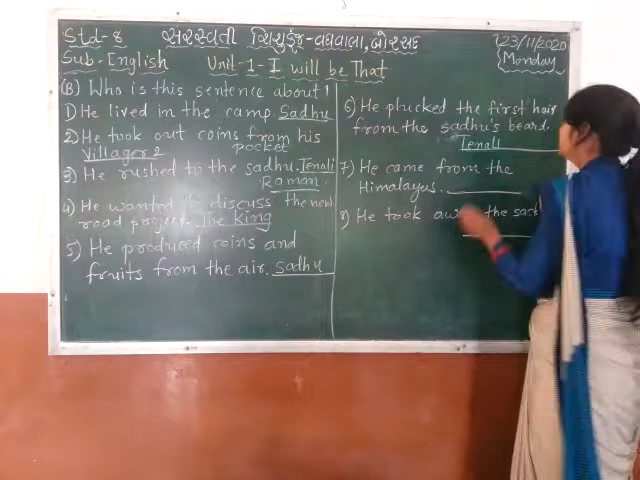 Std-8 સરસ્વતી શિશુકુંજ-વઘવાલા, બોરસદ
23/11/2020
Monday
Sub-English Unit-1-I will be That
(B) Who is this sentence about?
1) He lived in the camp. Sadhu
2) He took out coins from his
pocket
Villager 2
3) He rushed to the sadhu. Tenali
Raman
4) He wanted to discuss the new
road project. The King
5) He produced coins and
fruits from the air. Sadhu
6) He plucked the first hair
from the sadhu's beard.
Tenali
7) He came from the
Himalayas.
8) He took the sack